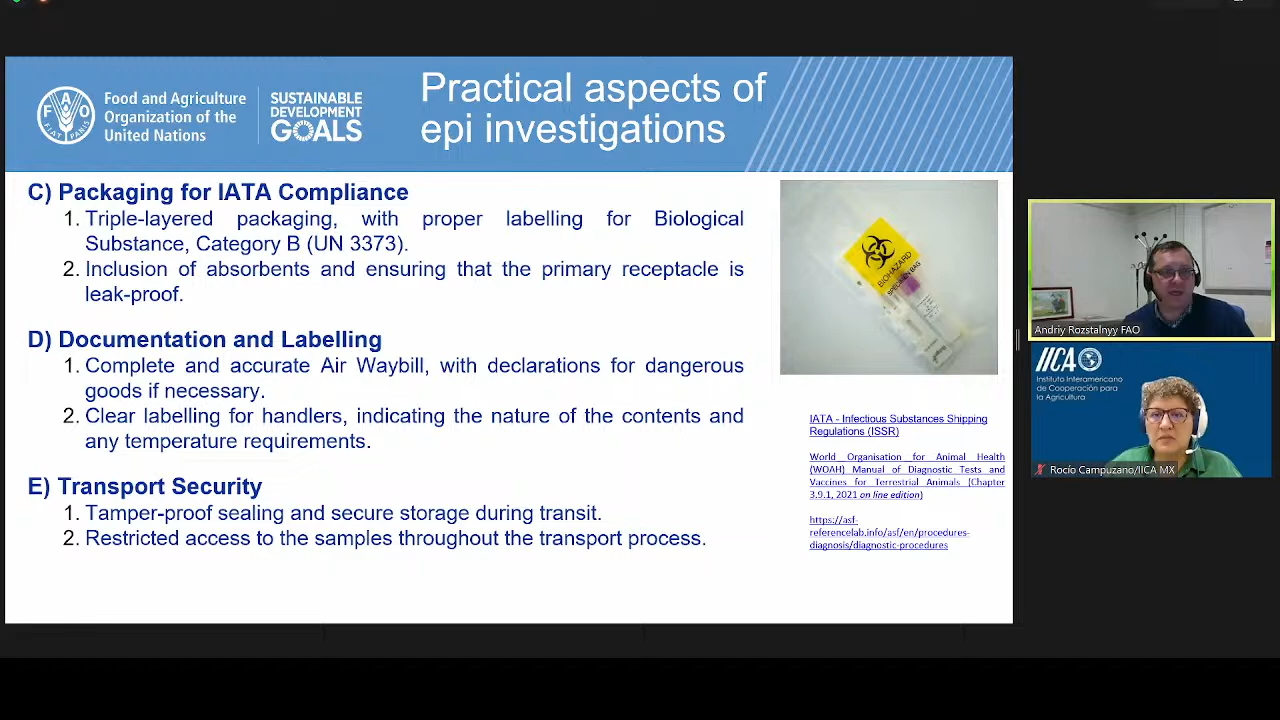 Food and Agriculture
Organization of the
United Nations
SUSTAINABLE
DEVELOPMENT
GOALS
Practical aspects of
epi investigations
C) Packaging for IATA Compliance
1. Triple-layered packaging, with proper labelling for Biological
Substance, Category B (UN 3373).
2. Inclusion of absorbents and ensuring that the primary receptacle is
leak-proof.
D) Documentation and Labelling
1. Complete and accurate Air Waybill, with declarations for dangerous
goods if necessary.
2. Clear labelling for handlers, indicating the nature of the contents and
any temperature requirements.
E) Transport Security
1. Tamper-proof sealing and secure storage during transit.
2. Restricted access to the samples throughout the transport process.
BIOHAZARD
SPECIMEN BAG
IATA - Infectious Substances Shipping
Regulations (ISSR)
World Organisation for Animal Health
(WOAH) Manual of Diagnostic Tests and
Vaccines for Terrestrial Animals (Chapter
3.9.1, 2021 on line edition)
https://asf-
referencelab.info/asf/en/procedures-
diagnosis/diagnostic-procedures
Andriy Rozstalnyy FAO
IICA
Instituto Interamericano
de Cooperación para
la Agricultura
Rocío Campuzano/IICA MX